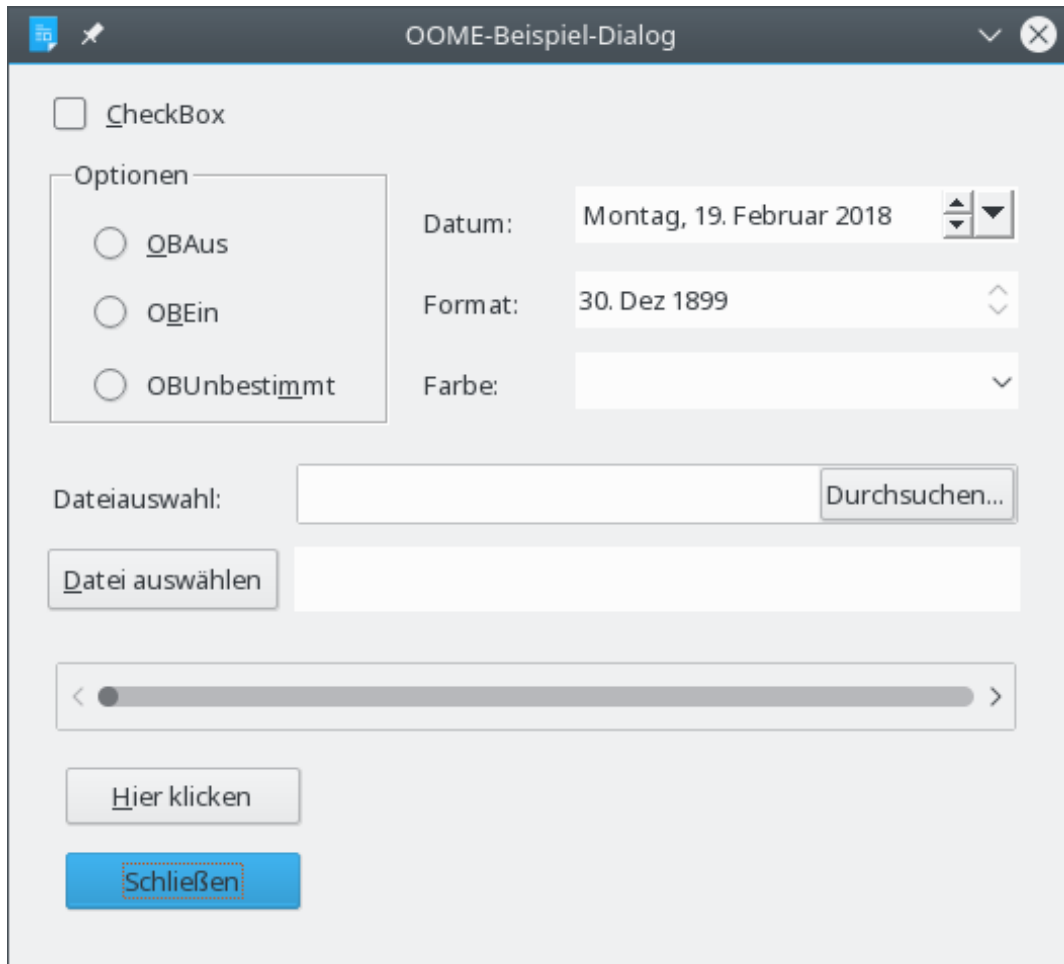 OOME-Beispiel-Dialog
CheckBox
Optionen
OBAus
OBEin
OBUnbestimmt
Datum:
Montag, 19. Februar 2018
Format:
30. Dez 1899
Farbe:
Dateiauswahl:
Durchsuchen...
Datei auswählen
Hier klicken
Schließen